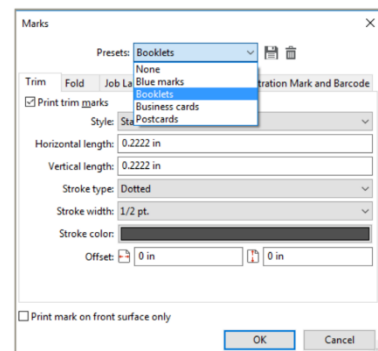 Marks
Presets: Booklets
None
Blue marks
Booklets
Business cards
Postcards
Trim Fold Job La tration Mark and Barcode
Print trim marks
Style: Sta
Horizontal length: 0.2222 in
Vertical length: 0.2222 in
Stroke type: Dotted
Stroke width: 1/2 pt.
Stroke color:
Offset: 0 in 0 in
Print mark on front surface only
OK Cancel